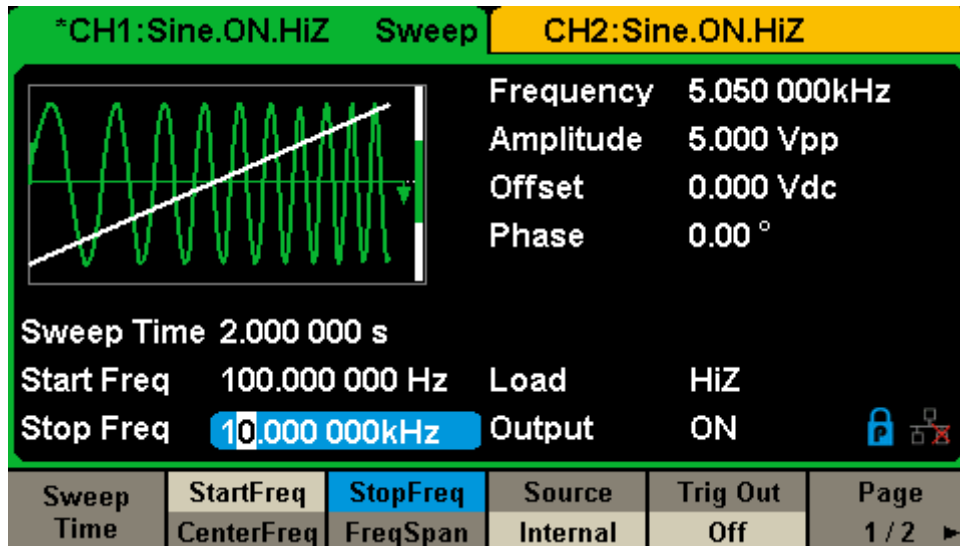 *CH1:Sine.ON.HiZ Sweep CH2:Sine.ON.HiZ
Frequency 5.050 000kHz
Amplitude 5.000 Vpp
Offset 0.000 Vdc
Phase 0.00 °
Sweep Time 2.000 000 s
Start Freq 100.000 000 Hz Load HiZ
Stop Freq 10.000 000kHz Output ON P
Sweep Time StartFreq StopFreq Source Trig Out Page
CenterFreq FreqSpan Internal Off 1 / 2 ►